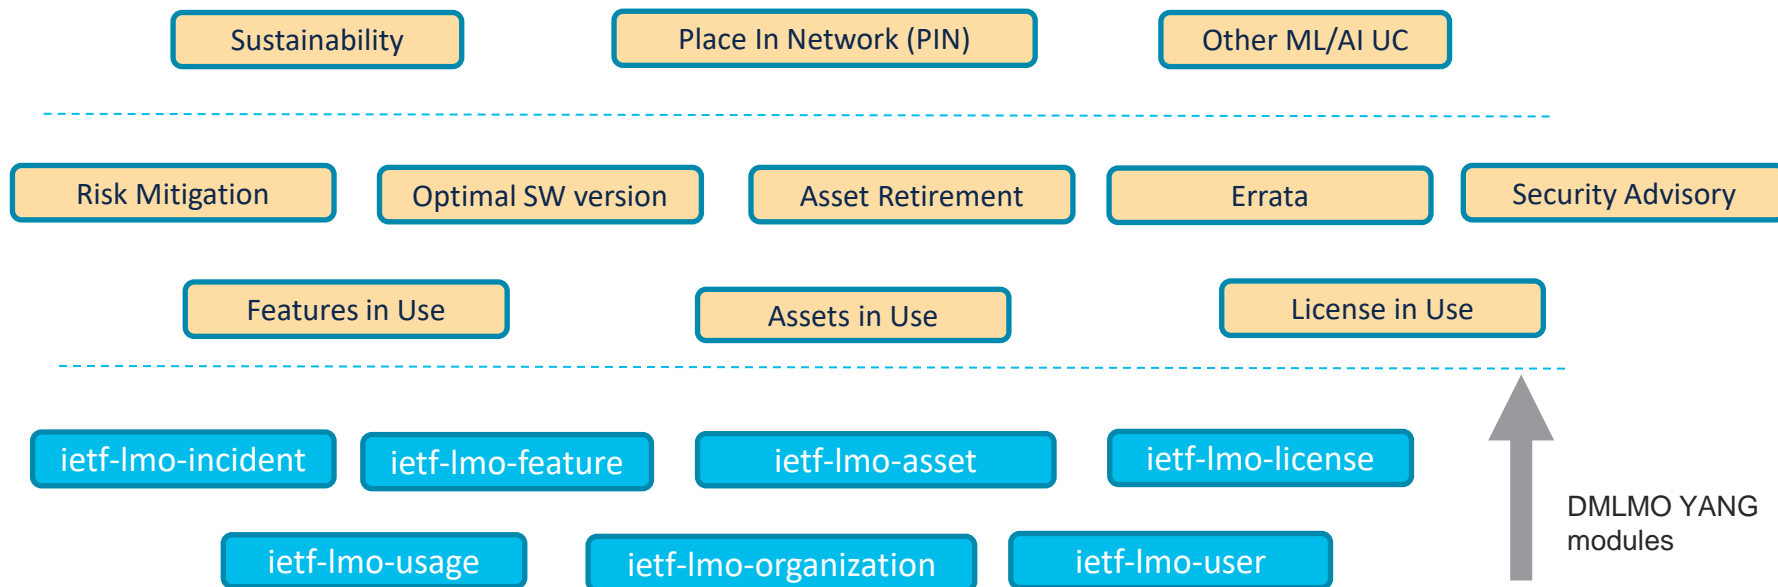 Sustainability
Place In Network (PIN)
Other ML/AI UC
Risk Mitigation
Optimal SW version
Asset Retirement
Errata
Security Advisory
Features in Use
Assets in Use
License in Use
ietf-lmo-incident
ietf-lmo-feature
ietf-lmo-asset
ietf-lmo-license
DMLMO YANG
modules
ietf-lmo-usage
ietf-lmo-organization
ietf-lmo-user